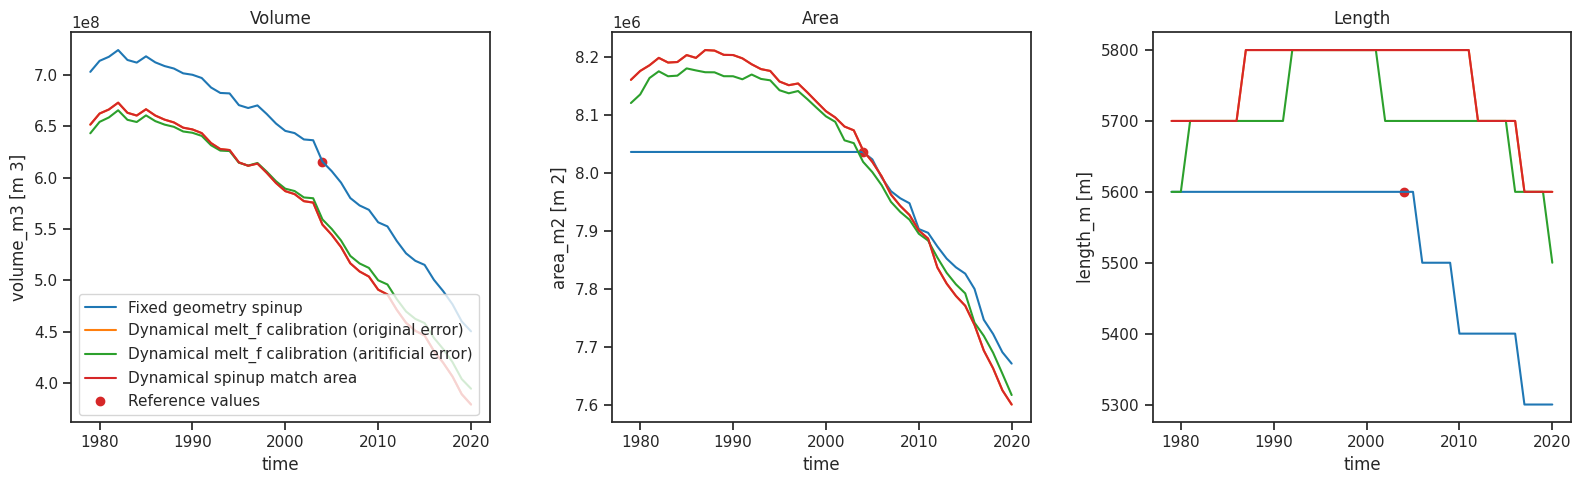 Volume
1e8
7.0
6.5
6.0
5.5
5.0
4.5
4.0
volume_m3 [m 3]
1980
1990
2000
2010
2020
time
Fixed geometry spinup
Dynamical melt_f calibration (original error)
Dynamical melt_f calibration (aritificial error)
Dynamical spinup match area
Reference values
Area
1e6
8.2
8.1
8.0
7.9
7.8
7.7
7.6
area_m2 [m 2]
1980
1990
2000
2010
2020
time
Length
5800
5700
5600
5500
5400
5300
length_m [m]
1980
1990
2000
2010
2020
time